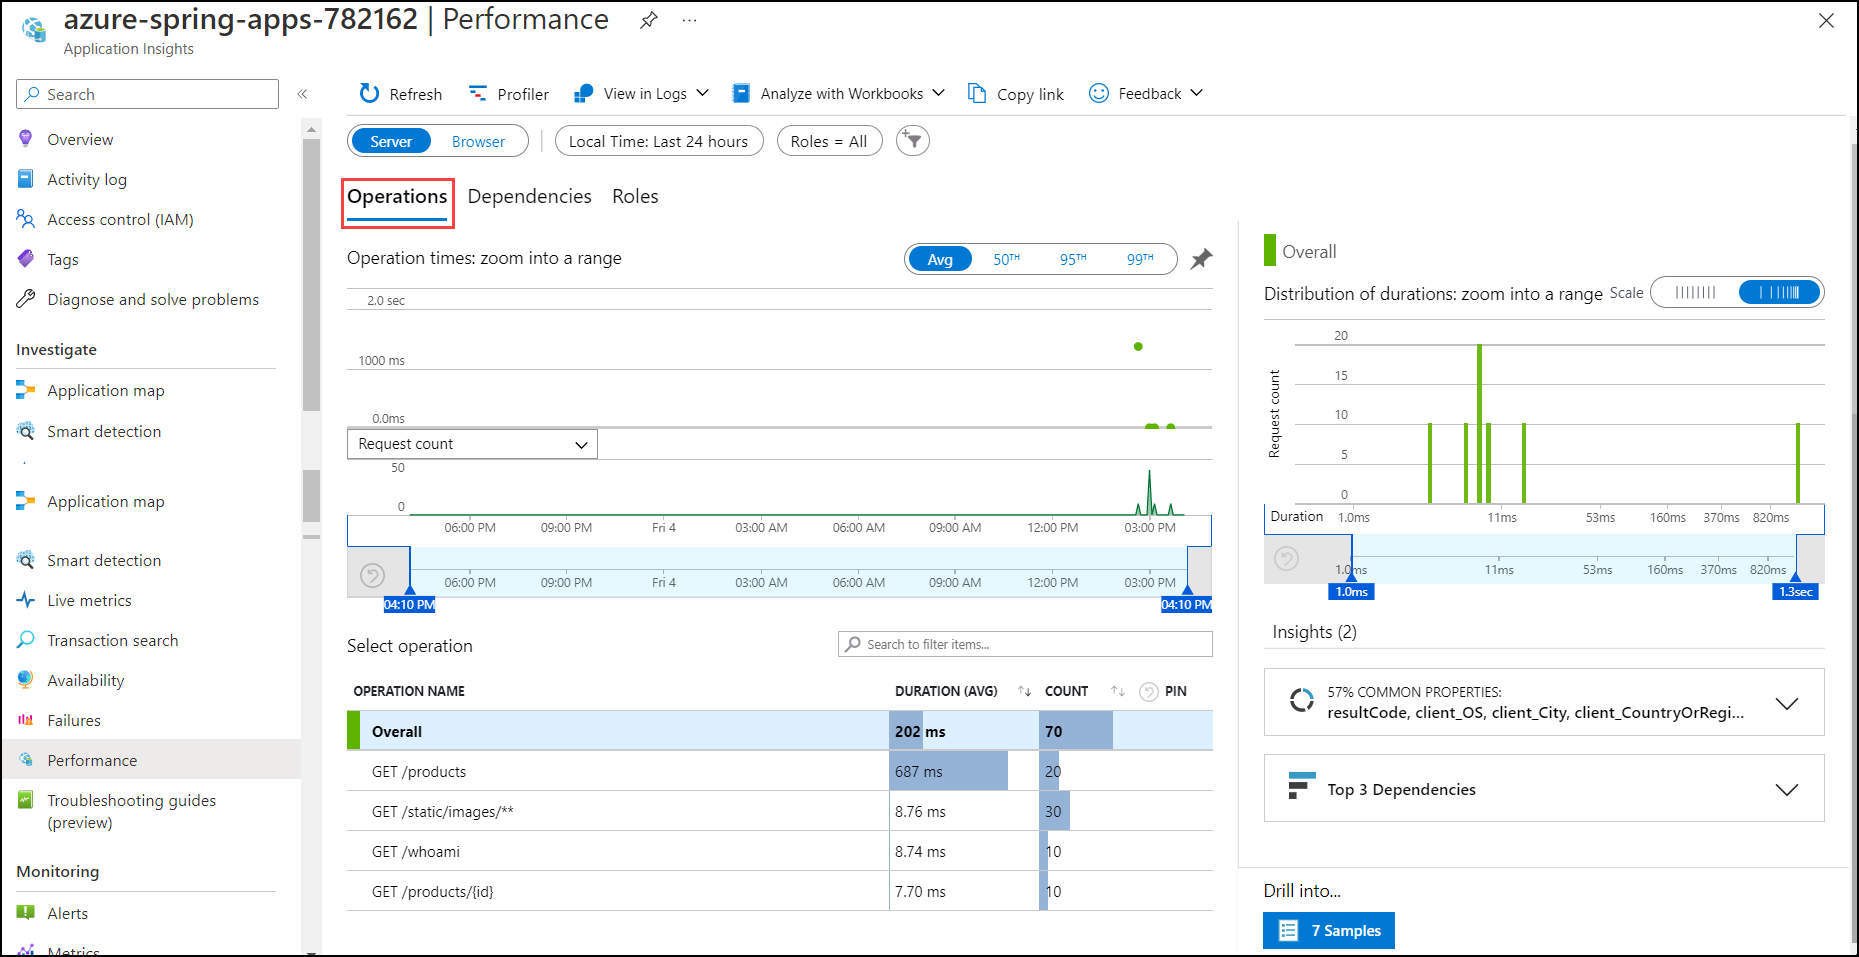 azure-spring-apps-782162 | Performance
Application Insights
Search
Overview
Activity log
Access control (IAM)
Tags
Diagnose and solve problems
Investigate
Application map
Smart detection
Application map
Smart detection
Live metrics
Transaction search
Availability
Failures
Performance
Troubleshooting guides
(preview)
Monitoring
Alerts
Metrics
Refresh
Profiler
View in Logs
Analyze with Workbooks
Copy link
Feedback
Server
Browser
Local Time: Last 24 hours
Roles = All
Operations
Dependencies
Roles
Operation times: zoom into a range
Avg
50TH
95TH
99TH
2.0 sec
1000 ms
0.0ms
Request count
50
0
06:00 PM 09:00 PM Fri 4 03:00 AM 06:00 AM 09:00 AM 12:00 PM 03:00 PM
06:00 PM 09:00 PM Fri 4 03:00 AM 06:00 AM 09:00 AM 12:00 PM 03:00 PM
04:10 PM 04:10 PM
Select operation
Search to filter items...
OPERATION NAME DURATION (AVG) COUNT PIN
Overall 202 ms 70
GET /products 687 ms 20
GET /static/images/** 8.76 ms 30
GET /whoami 8.74 ms 10
GET /products/{id} 7.70 ms 10
Overall
Distribution of durations: zoom into a range Scale
Request count
20
15
10
5
0
Duration 1.0ms 11ms 53ms 160ms 370ms 820ms
1.0ms 11ms 53ms 160ms 370ms 820ms
1.0ms 1.3sec
Insights (2)
57% COMMON PROPERTIES:
resultCode, client_OS, client_City, client_CountryOrRegi...
Top 3 Dependencies
Drill into...
7 Samples